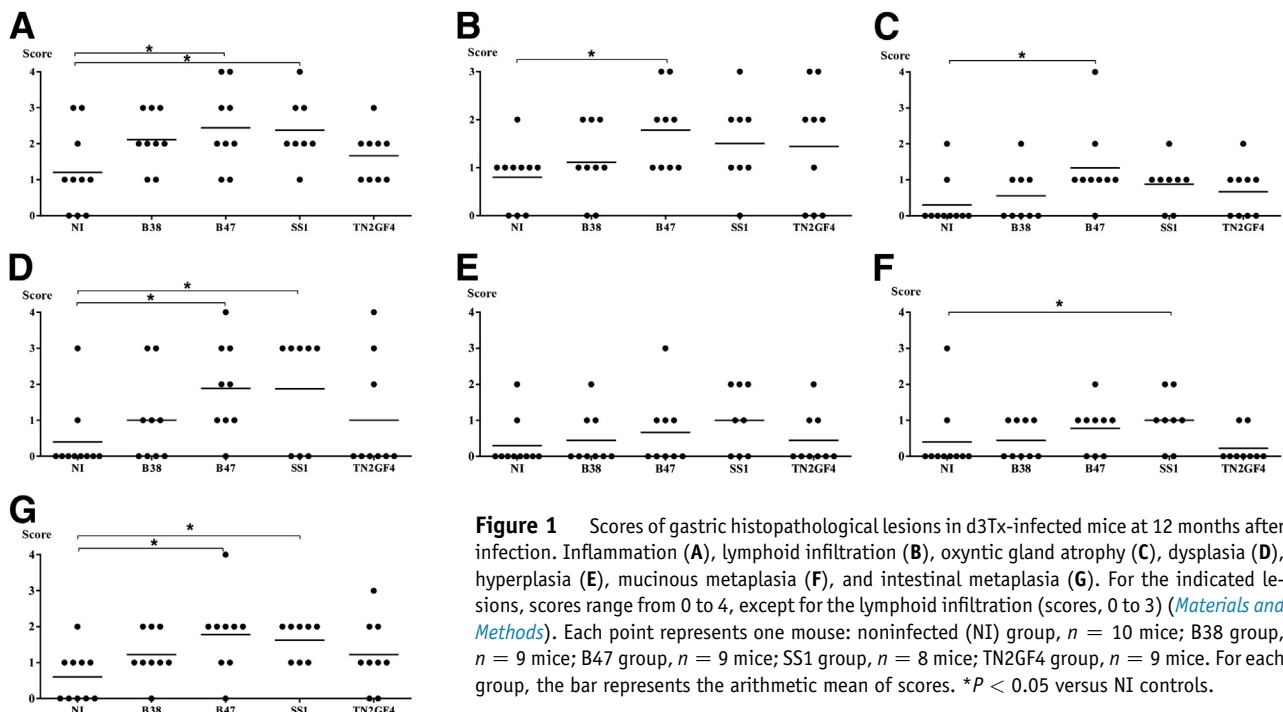 A
Score
*
*
4
3
2
1
0
NI B38 B47 SS1 TN2GF4
B
Score
*
3
2
1
0
NI B38 B47 SS1 TN2GF4
C
Score
*
4
3
2
1
0
NI B38 B47 SS1 TN2GF4
D
Score
*
*
4
3
2
1
0
NI B38 B47 SS1 TN2GF4
E
Score
4
3
2
1
0
NI B38 B47 SS1 TN2GF4
F
Score
*
4
3
2
1
0
NI B38 B47 SS1 TN2GF4
G
Score
*
*
4
3
2
1
0
NI B38 B47 SS1 TN2GF4
Figure 1 Scores of gastric histopathological lesions in d3Tx-infected mice at 12 months after
infection. Inflammation (A), lymphoid infiltration (B), oxyntic gland atrophy (C), dysplasia (D),
hyperplasia (E), mucinous metaplasia (F), and intestinal metaplasia (G). For the indicated le-
sions, scores range from 0 to 4, except for the lymphoid infiltration (scores, 0 to 3) (Materials and
Methods). Each point represents one mouse: noninfected (NI) group, n = 10 mice; B38 group,
n = 9 mice; B47 group, n = 9 mice; SS1 group, n = 8 mice; TN2GF4 group, n = 9 mice. For each
group, the bar represents the arithmetic mean of scores. *P < 0.05 versus NI controls.